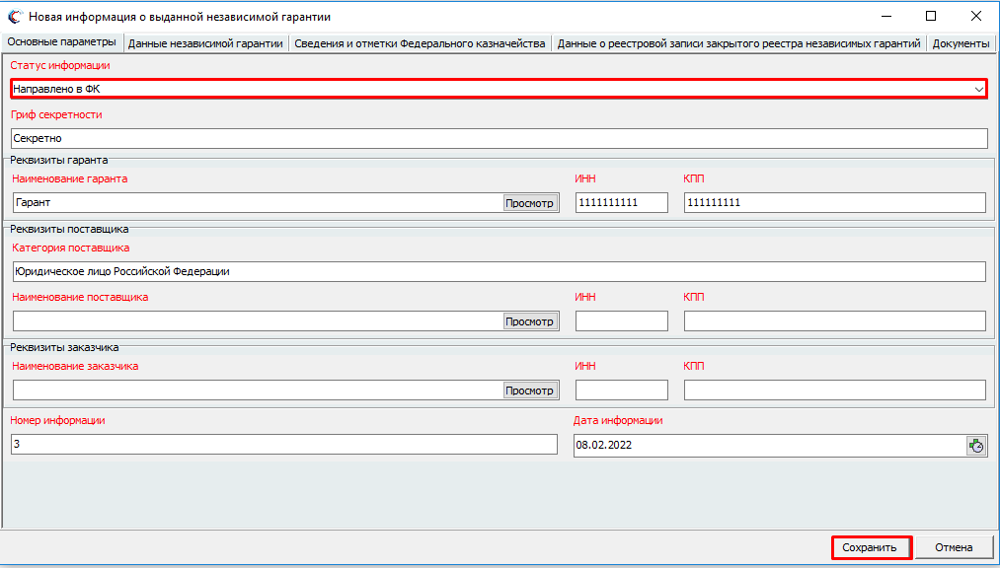 Новая информация о выданной независимой гарантии
Основные параметры Данные независимой гарантии Сведения и отметки Федерального казначейства Данные о реестровой записи закрытого реестра независимых гарантий Документы
Статус информации
Направлено в ФК
Гриф секретности
Секретно
Реквизиты гаранта
Наименование гаранта ИНН КПП
Гарант Просмотр 1111111111 111111111
Реквизиты поставщика
Категория поставщика
Юридическое лицо Российской Федерации
Наименование поставщика ИНН КПП
Просмотр
Реквизиты заказчика
Наименование заказчика ИНН КПП
Просмотр
Номер информации Дата информации
3 08.02.2022
Сохранить Отмена